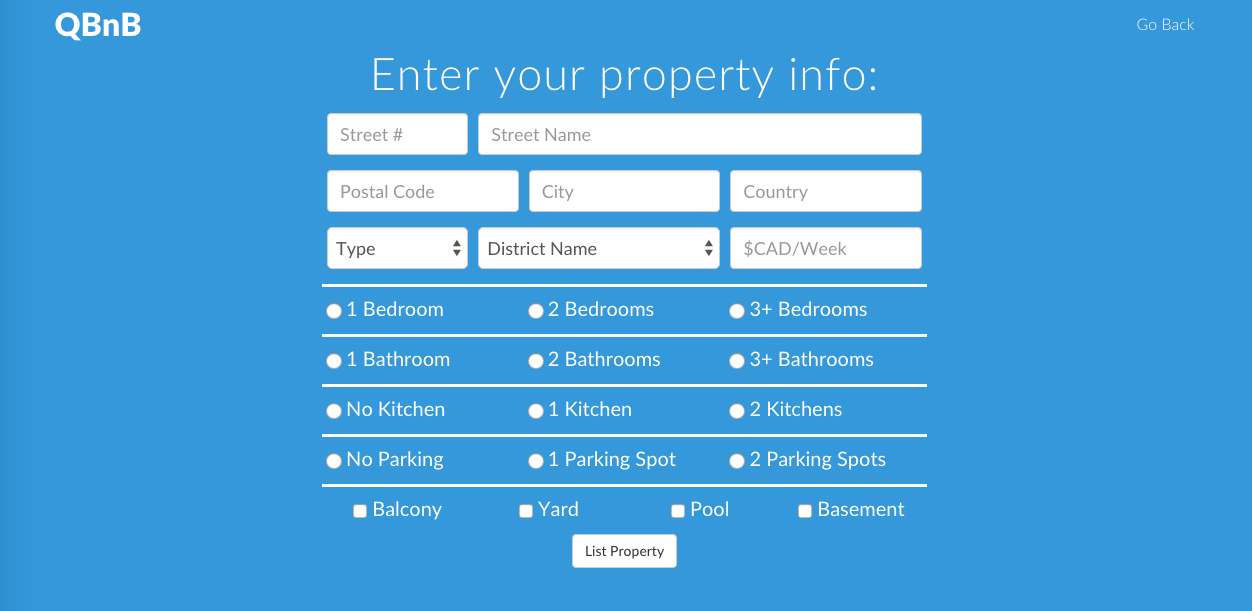 QBnB Go Back
Enter your property info:
Street # Street Name
Postal Code City Country
Type District Name $CAD/Week
1 Bedroom 2 Bedrooms 3+ Bedrooms
1 Bathroom 2 Bathrooms 3+ Bathrooms
No Kitchen 1 Kitchen 2 Kitchens
No Parking 1 Parking Spot 2 Parking Spots
Balcony Yard Pool Basement
List Property